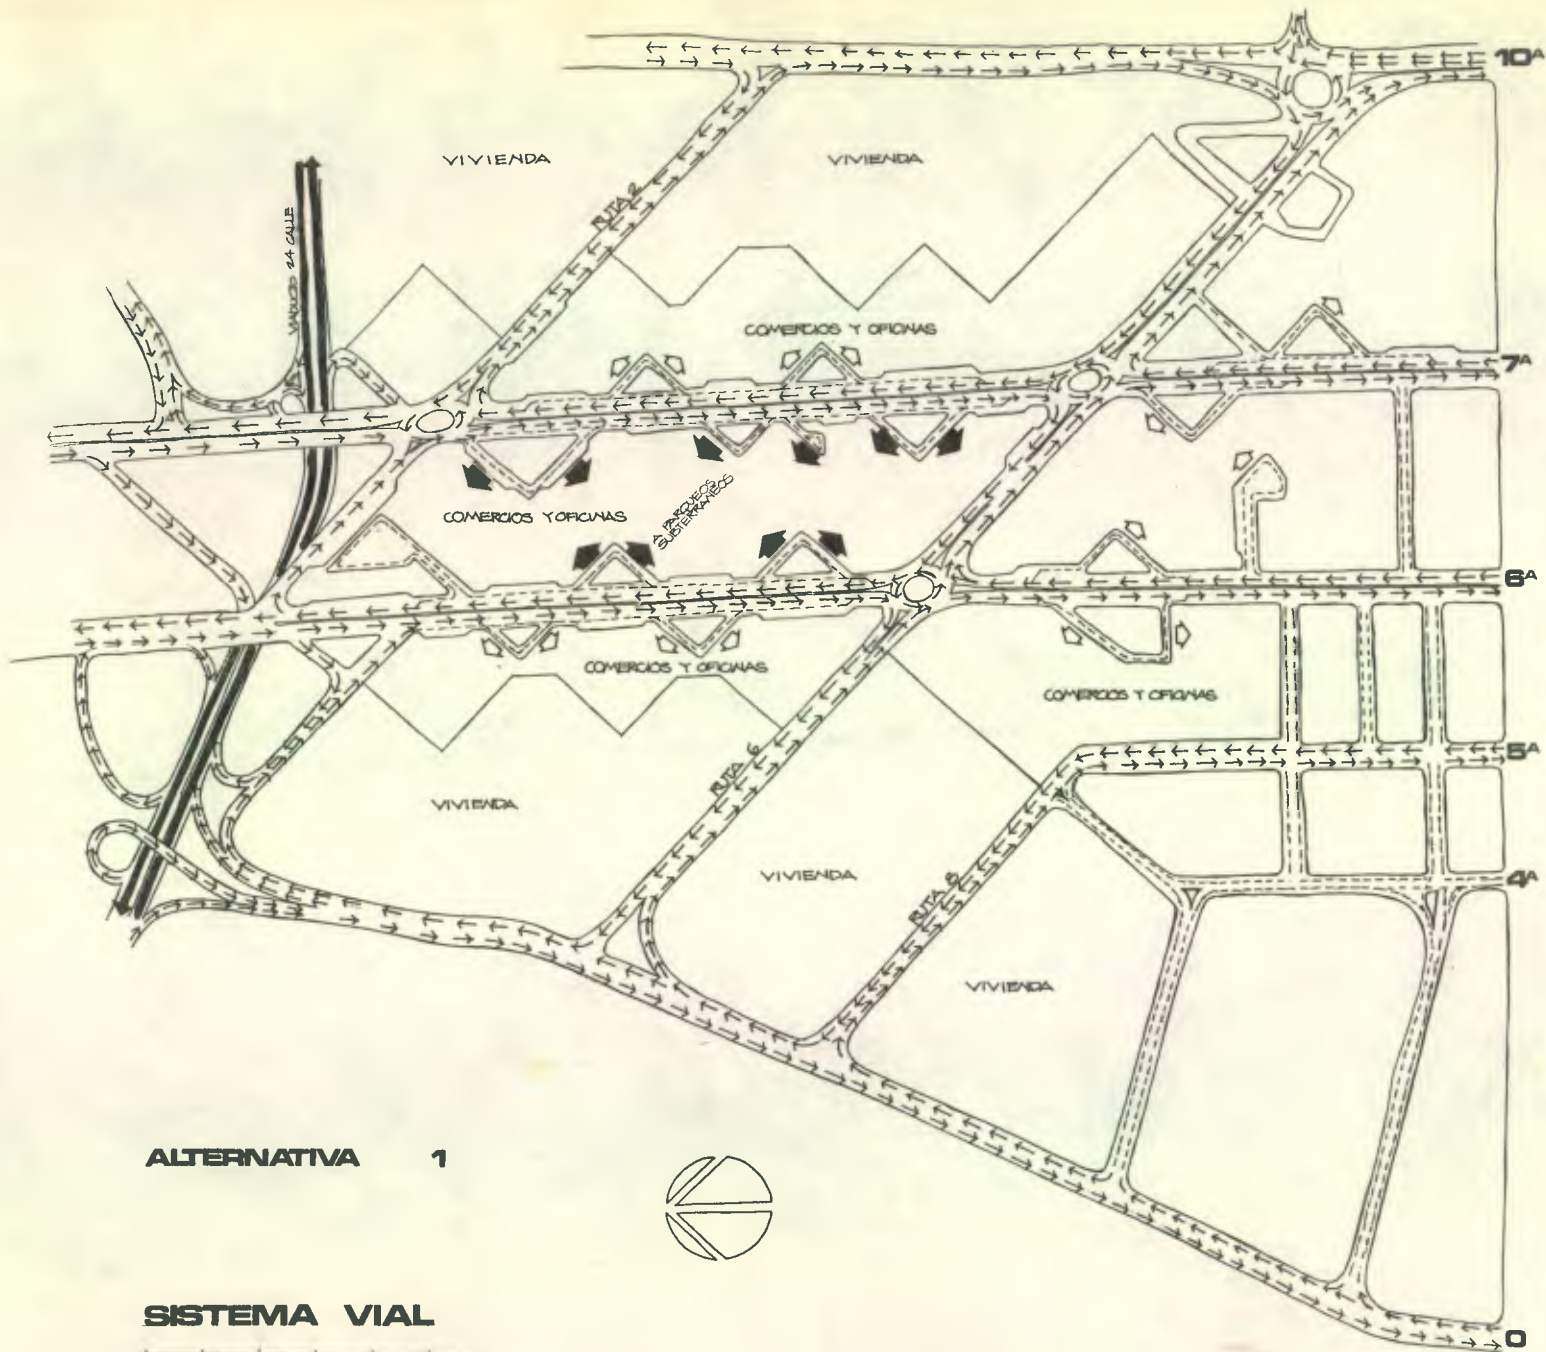 10A
VIVIENDA
VIVIENDA
RUTA 2
VIADUCTO 24 CALLE
COMERCIOS Y OFICINAS
7A
A PARQUEOS
SUBTERRANEOS
COMERCIOS Y OFICINAS
6A
COMERCIOS Y OFICINAS
COMERCIOS Y OFICINAS
5A
RUTA 6
VIVIENDA
VIVIENDA
RUTA 8
4A
VIVIENDA
ALTERNATIVA 1
SISTEMA VIAL
0